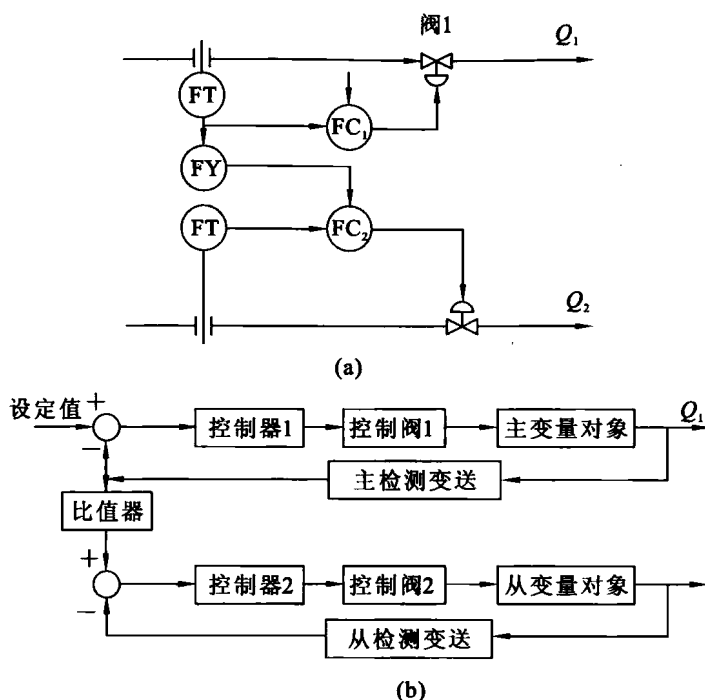 阀1
Q₁
FT
FC₁
FY
FT
FC₂
Q₂
(a)
设定值 + 控制器1 控制阀1 主变量对象 Q₁
−
主检测变送
比值器
+
控制器2 控制阀2 从变量对象
−
从检测变送
(b)